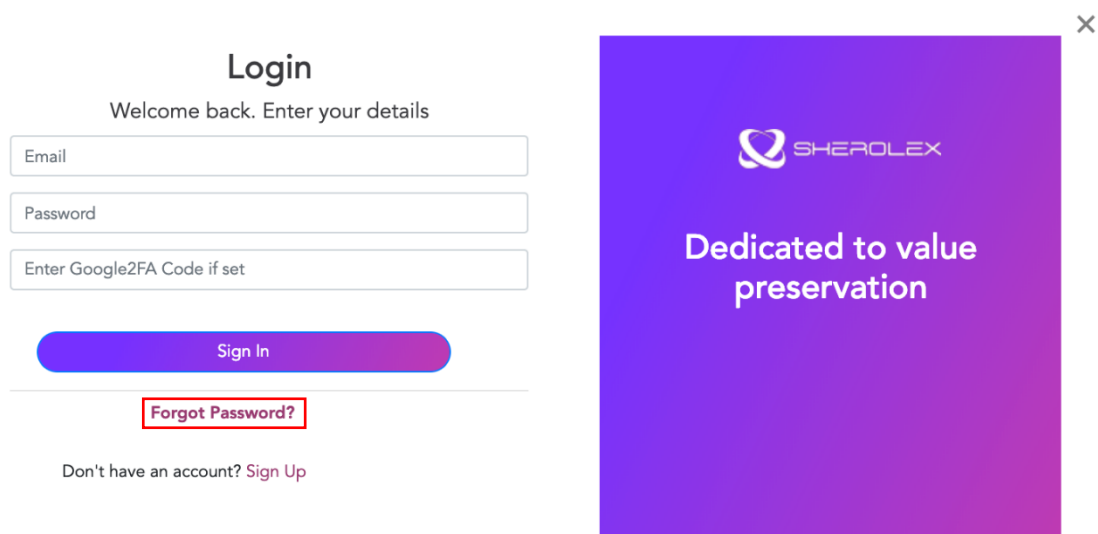 Login
Welcome back. Enter your details
Email
Password
Enter Google2FA Code if set
Sign In
Forgot Password?
Don't have an account? Sign Up
SHEROLEX
Dedicated to value
preservation